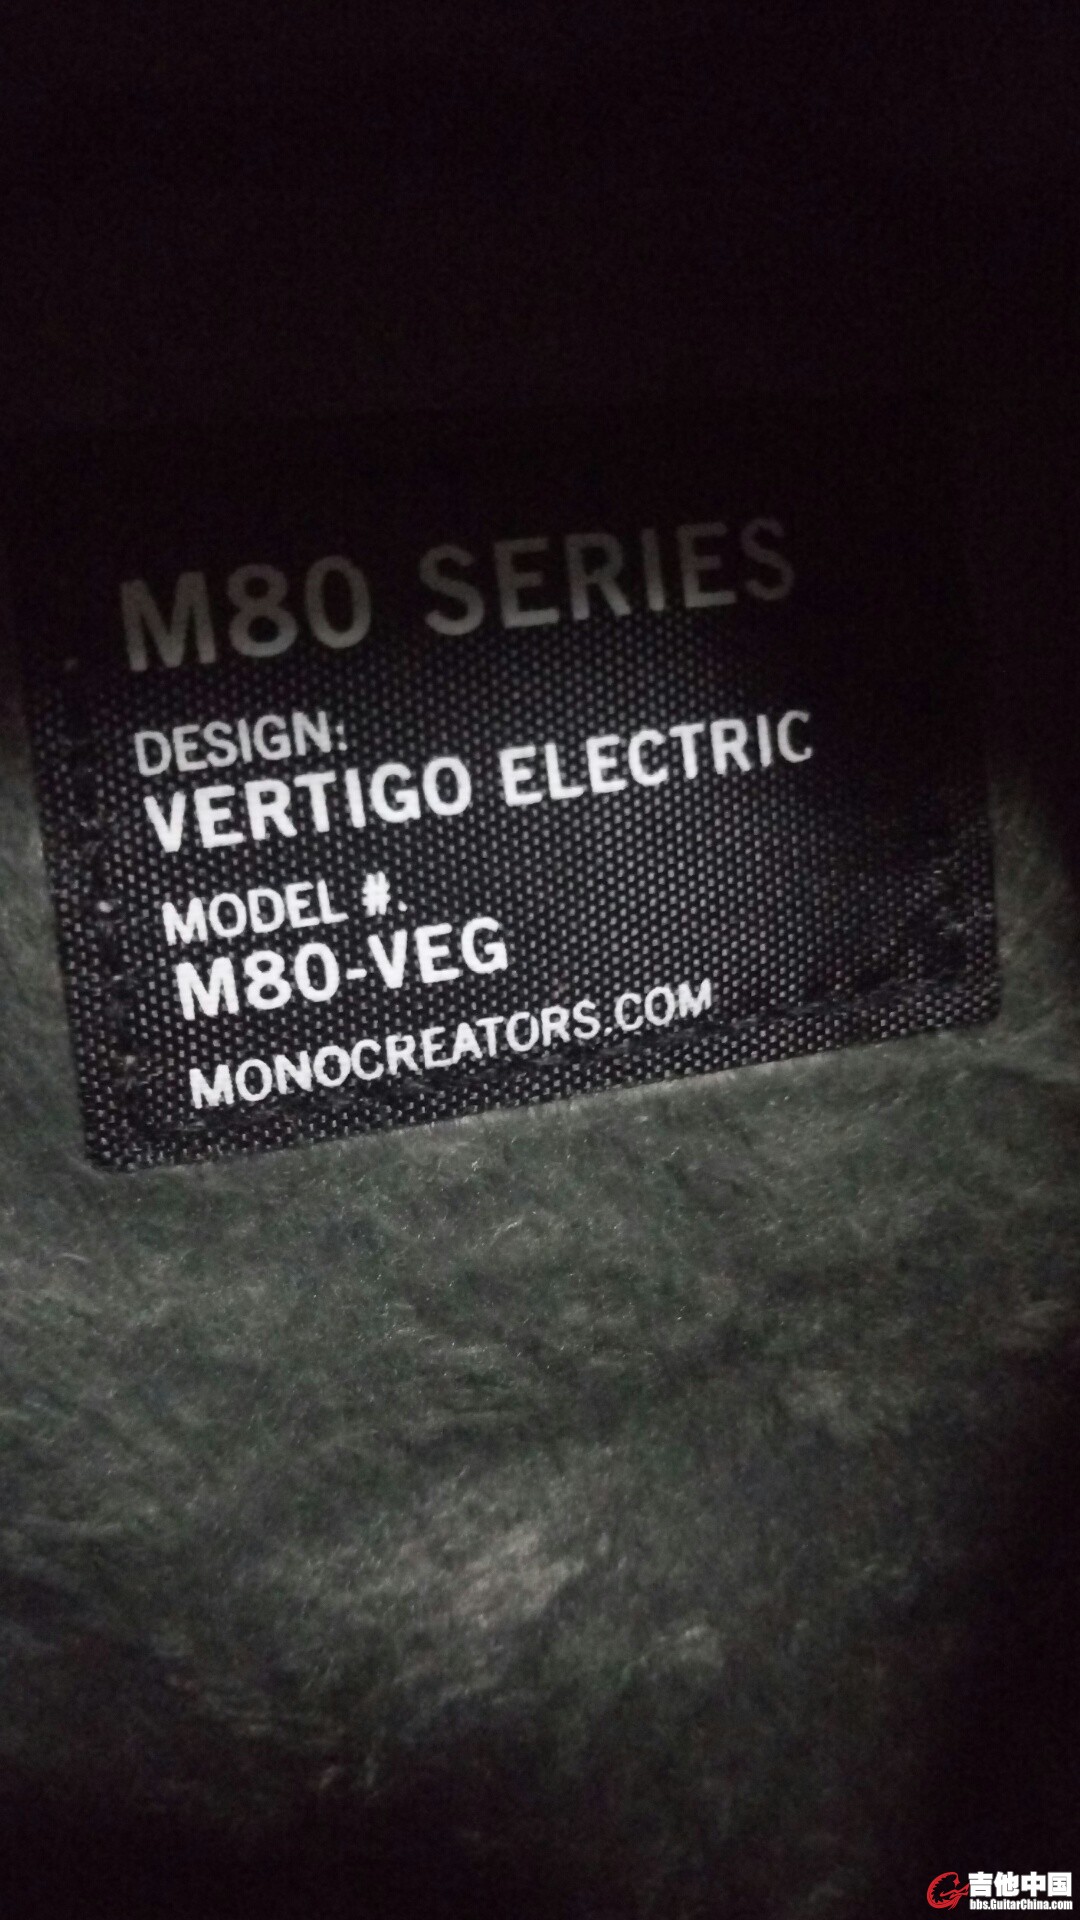 M80 SERIES
DESIGN:
VERTIGO ELECTRIC
MODEL #.
M80-VEG
MONOCREATORS.COM
吉他中国
bbs.GuitarChina.com